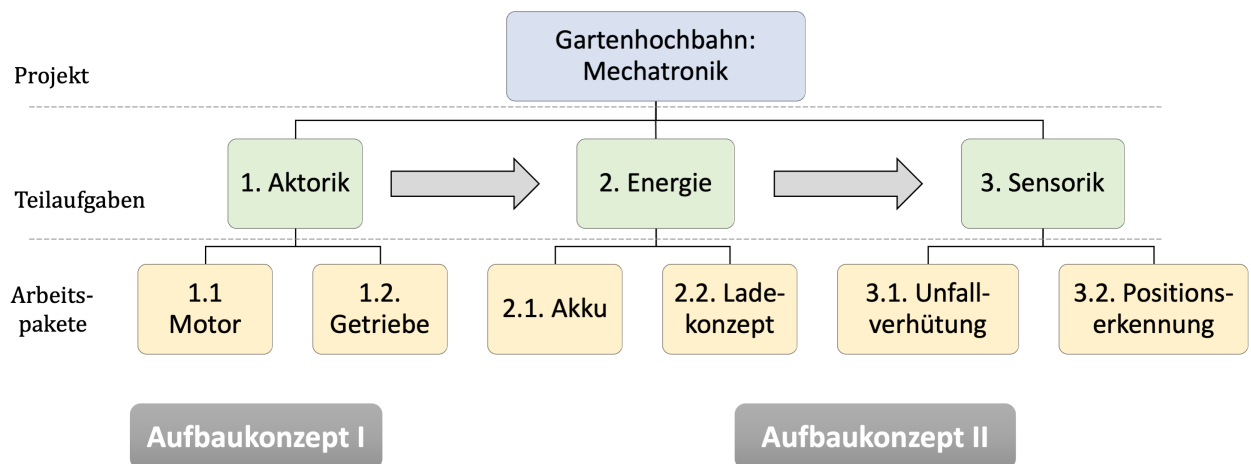 Gartenhochbahn:
Mechatronik
Projekt
1. Aktorik
2. Energie
3. Sensorik
Teilaufgaben
Arbeits-
pakete
1.1
Motor
1.2.
Getriebe
2.1. Akku
2.2. Lade-
konzept
3.1. Unfall-
verhütung
3.2. Positions-
erkennung
Aufbaukonzept I
Aufbaukonzept II